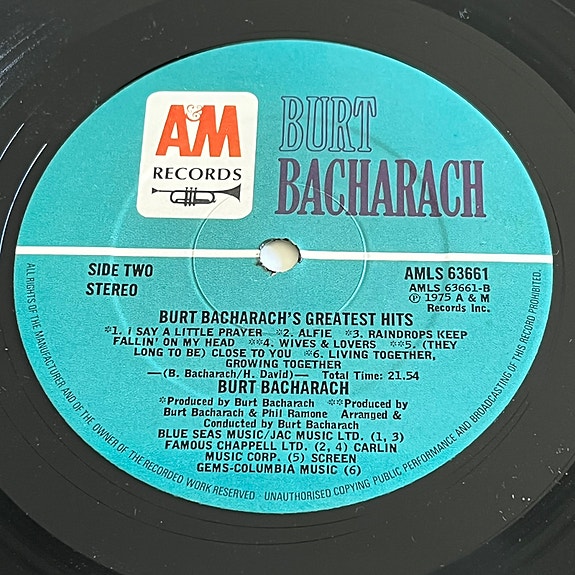 A&M
RECORDS
BURT
BACHARACH
SIDE TWO
STEREO
AMLS 63661
AMLS 63661-B
℗ 1975 A & M
Records Inc.
BURT BACHARACH'S GREATEST HITS
*1. I SAY A LITTLE PRAYER *2. ALFIE *3. RAINDROPS KEEP
FALLIN' ON MY HEAD **4. WIVES & LOVERS **5. (THEY
LONG TO BE) CLOSE TO YOU *6. LIVING TOGETHER,
GROWING TOGETHER
—(B. Bacharach/H. David)— Total Time: 21.54
BURT BACHARACH
*Produced by Burt Bacharach **Produced by
Burt Bacharach & Phil Ramone Arranged &
Conducted by Burt Bacharach
BLUE SEAS MUSIC/JAC MUSIC LTD. (1, 3)
FAMOUS CHAPPELL LTD. (2, 4) CARLIN
MUSIC CORP. (5) SCREEN
GEMS-COLUMBIA MUSIC (6)
ALL RIGHTS OF THE MANUFACTURER AND OF THE OWNER OF THE RECORDED WORK RESERVED · UNAUTHORISED COPYING PUBLIC PERFORMANCE AND BROADCASTING OF THIS RECORD PROHIBITED.